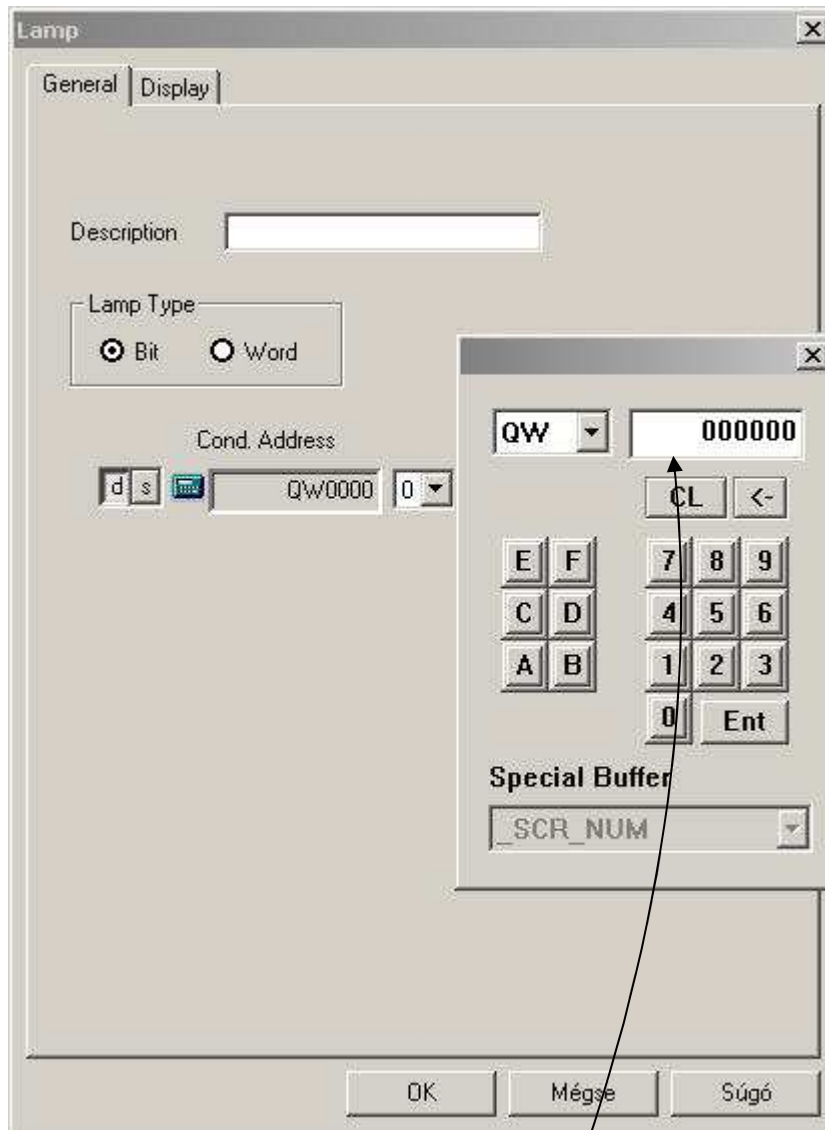 Lamp
General Display
Description
Lamp Type
Bit Word
Cond. Address
d s QW0000 0
QW 000000
CL <-
E F 7 8 9
C D 4 5 6
A B 1 2 3
0 Ent
Special Buffer
_SCR_NUM
OK Mégse Súgó